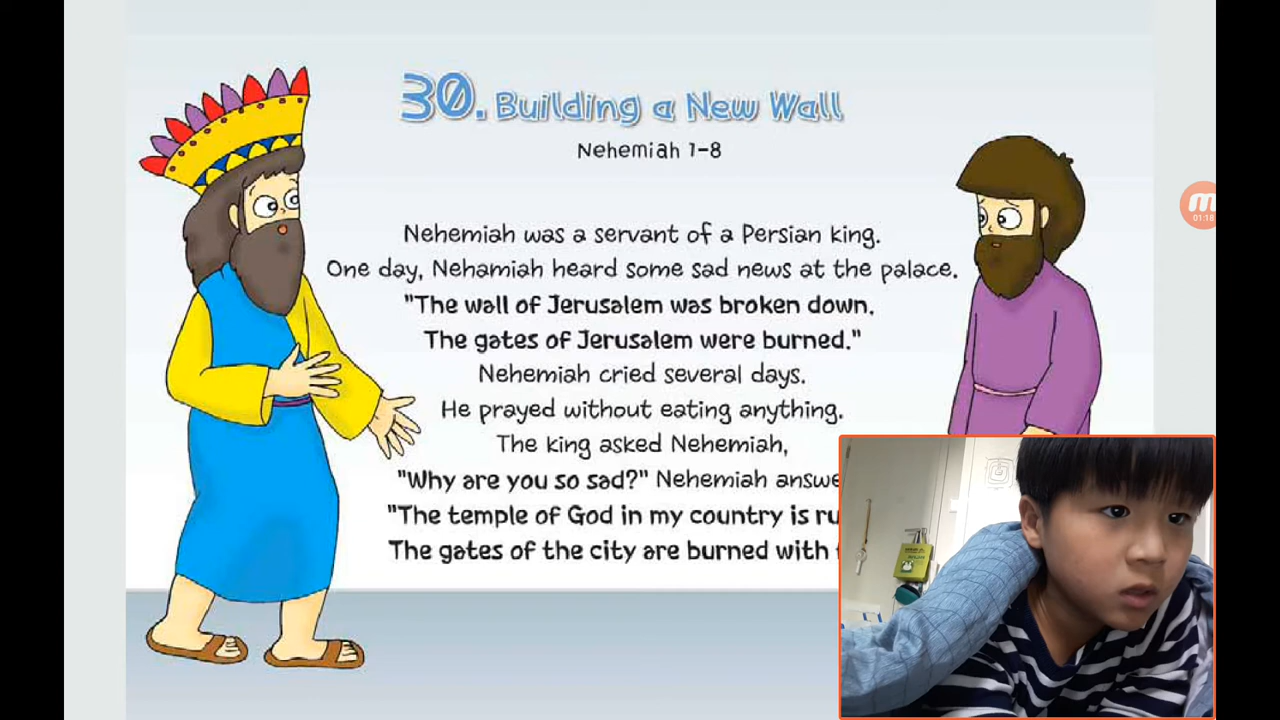 30. Building a New Wall
Nehemiah 1-8
Nehemiah was a servant of a Persian king.
One day, Nehamiah heard some sad news at the palace.
"The wall of Jerusalem was broken down.
The gates of Jerusalem were burned."
Nehemiah cried several days.
He prayed without eating anything.
The king asked Nehemiah,
"Why are you so sad?" Nehemiah
"The temple of God in my country is
The gates of the city are burned with
01:18